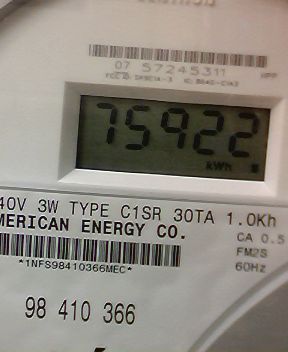 07 57245311
75922
kWh
40V 3W TYPE C1SR 30TA 1.0Kh
MERICAN ENERGY CO.
CA 0.5
FM2S
60Hz
*1NFS98410366MEC*
98 410 366